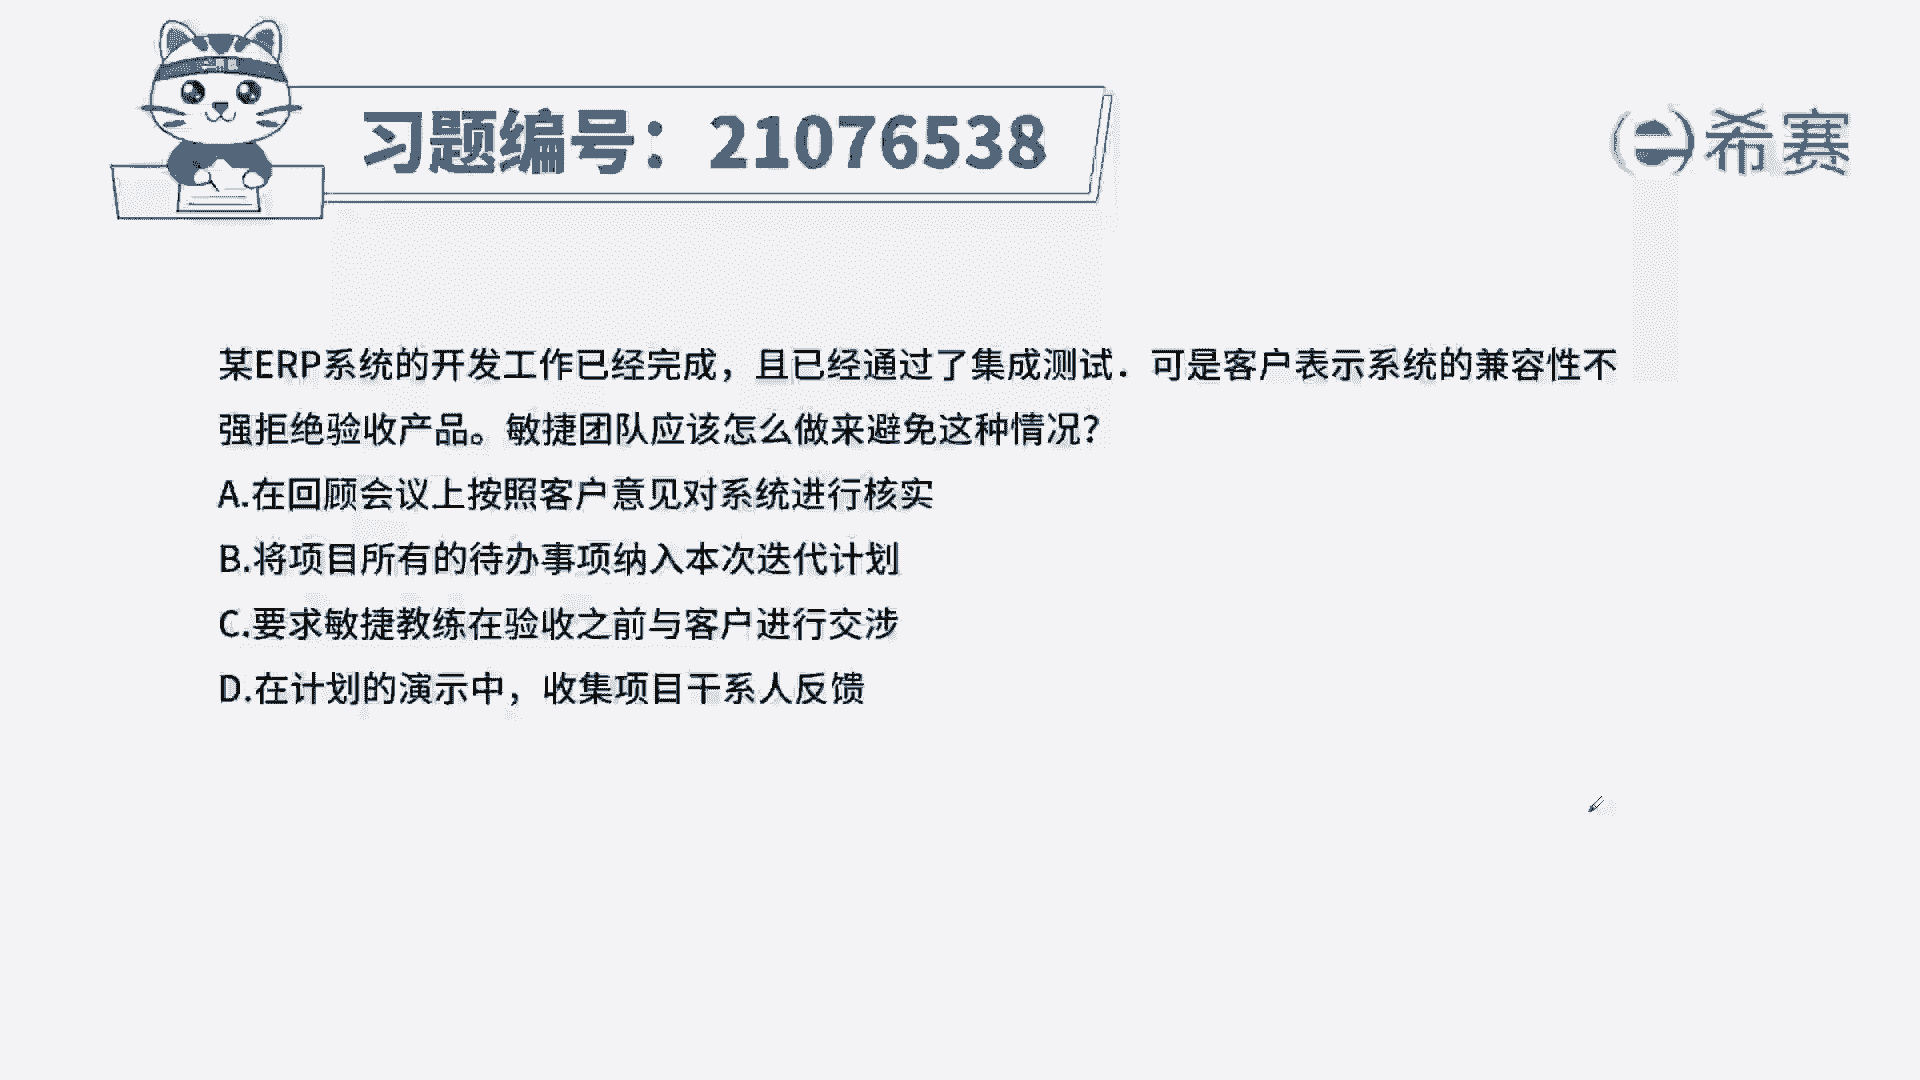 习题编号：21076538
希赛
某ERP系统的开发工作已经完成，且已经通过了集成测试．可是客户表示系统的兼容性不
强拒绝验收产品。敏捷团队应该怎么做来避免这种情况？
A.在回顾会议上按照客户意见对系统进行核实
B.将项目所有的待办事项纳入本次迭代计划
C.要求敏捷教练在验收之前与客户进行交涉
D.在计划的演示中，收集项目干系人反馈